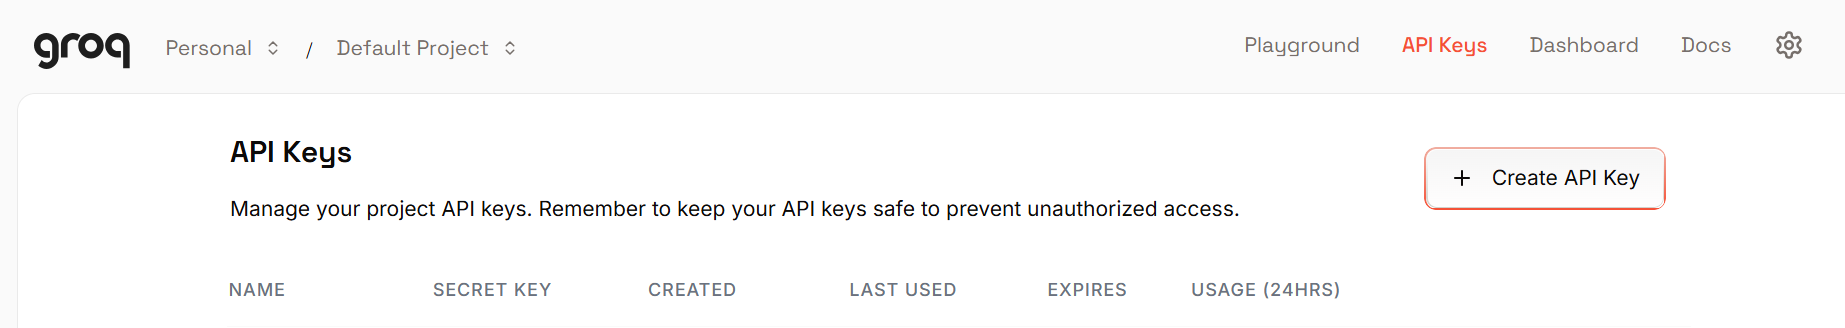 groq Personal / Default Project Playground API Keys Dashboard Docs
API Keys
+ Create API Key
Manage your project API keys. Remember to keep your API keys safe to prevent unauthorized access.
NAME SECRET KEY CREATED LAST USED EXPIRES USAGE (24HRS)